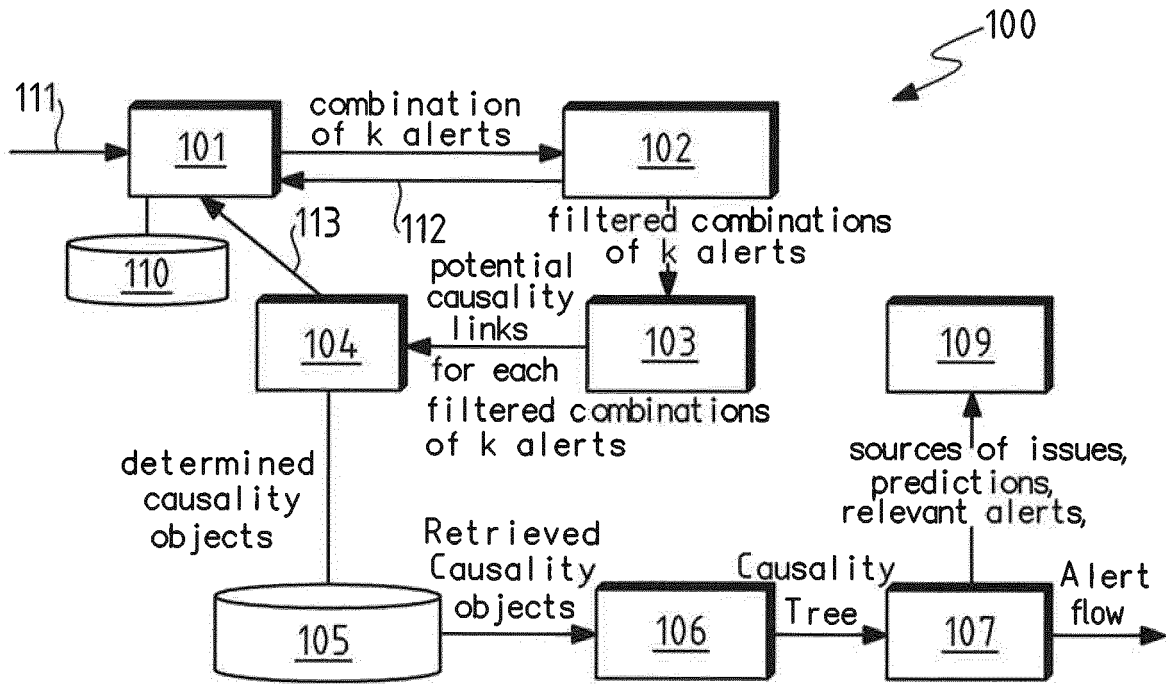 100
111
combination
of k alerts
101
102
112
113
filtered combinations
of k alerts
110
potential
causality
links
104
103
109
for each
filtered combinations
of k alerts
sources of issues,
predictions,
relevant alerts,
determined
causality
objects
Retrieved
Causality
objects
Causality
Tree
Alert
flow
105
106
107